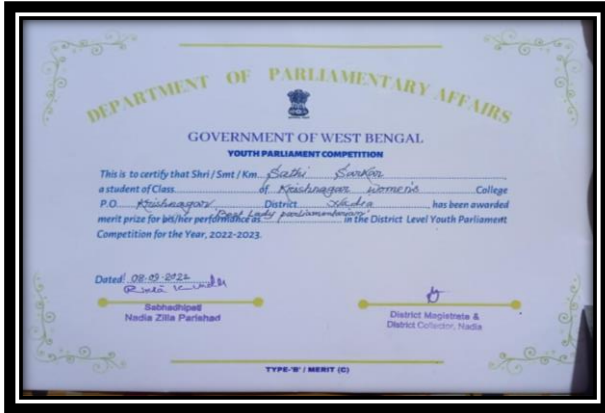 DEPARTMENT OF PARLIAMENTARY AFFAIRS
GOVERNMENT OF WEST BENGAL
YOUTH PARLIAMENT COMPETITION
This is to certify that Shri / Smt / Km. Sathi Sarkar
a student of Class of Krishnagar Women's College
P.O. Krishnagar District Nadia has been awarded
merit prize for his/her performance as "Best Lady parliamentarian" in the District Level Youth Parliament
Competition for the Year, 2022-2023.
Dated 08-09-2022
Sabhadhipati
Nadia Zilla Parishad
District Magistrate &
District Collector, Nadia
TYPE-'B' / MERIT (C)